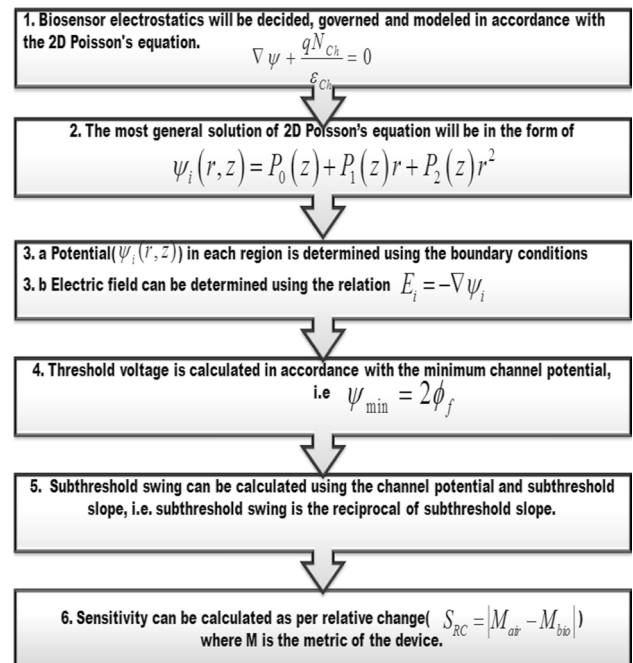 1. Biosensor electrostatics will be decided, governed and modeled in accordance with
the 2D Poisson's equation.
∇ψ + qN_Ch / ε_Ch = 0
2. The most general solution of 2D Poisson's equation will be in the form of
ψ_i(r,z) = P_0(z) + P_1(z)r + P_2(z)r²
3. a Potential(ψ_i(r,z)) in each region is determined using the boundary conditions
3. b Electric field can be determined using the relation E_i = −∇ψ_i
4. Threshold voltage is calculated in accordance with the minimum channel potential,
i.e ψ_min = 2ϕ_f
5. Subthreshold swing can be calculated using the channel potential and subthreshold
slope, i.e. subthreshold swing is the reciprocal of subthreshold slope.
6. Sensitivity can be calculated as per relative change( S_RC = |M_air − M_bio|)
where M is the metric of the device.